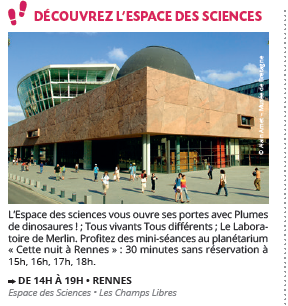 DÉCOUVREZ L'ESPACE DES SCIENCES
L'Espace des sciences vous ouvre ses portes avec Plumes
de dinosaures ! ; Tous vivants Tous différents ; Le Labora-
toire de Merlin. Profitez des mini-séances au planétarium
« Cette nuit à Rennes » : 30 minutes sans réservation à
15h, 16h, 17h, 18h.
➡ DE 14H À 19H • RENNES
Espace des Sciences • Les Champs Libres